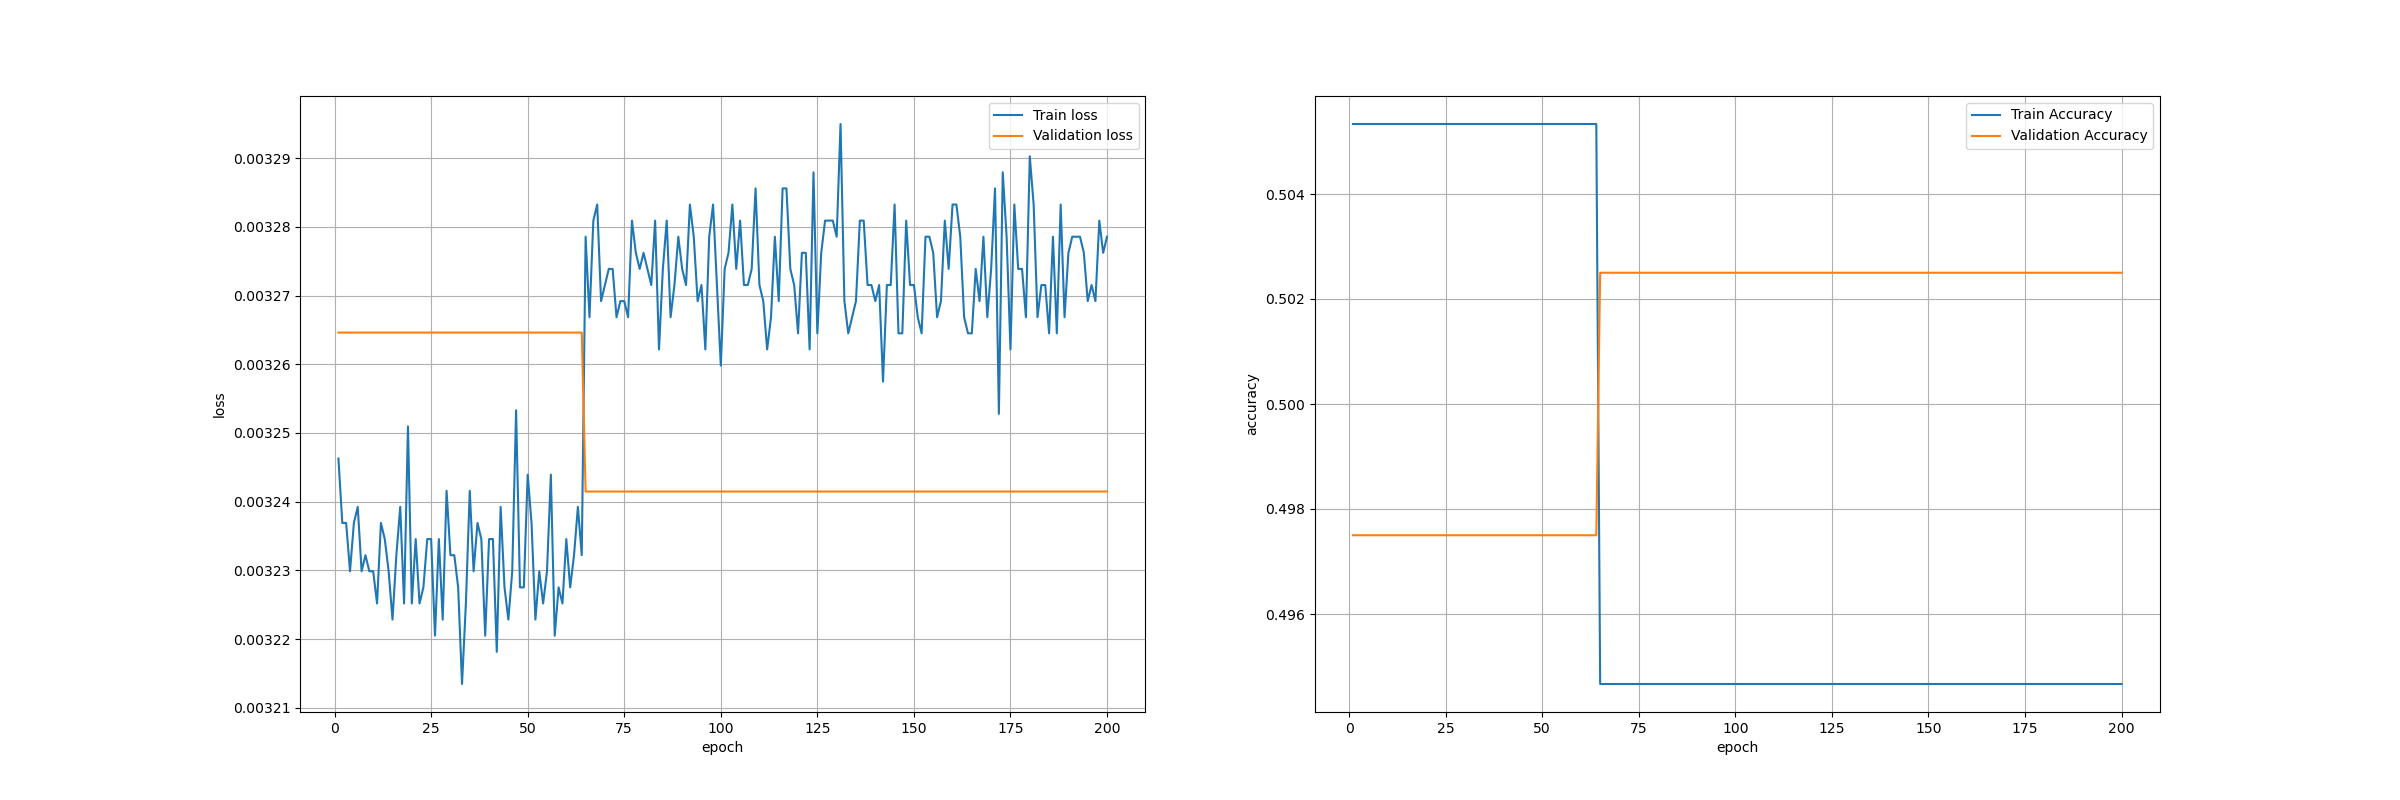 Train loss
Validation loss
0.00329
0.00328
0.00327
0.00326
0.00325
0.00324
0.00323
0.00322
0.00321
loss
0 25 50 75 100 125 150 175 200
epoch
Train Accuracy
Validation Accuracy
0.504
0.502
0.500
0.498
0.496
accuracy
0 25 50 75 100 125 150 175 200
epoch